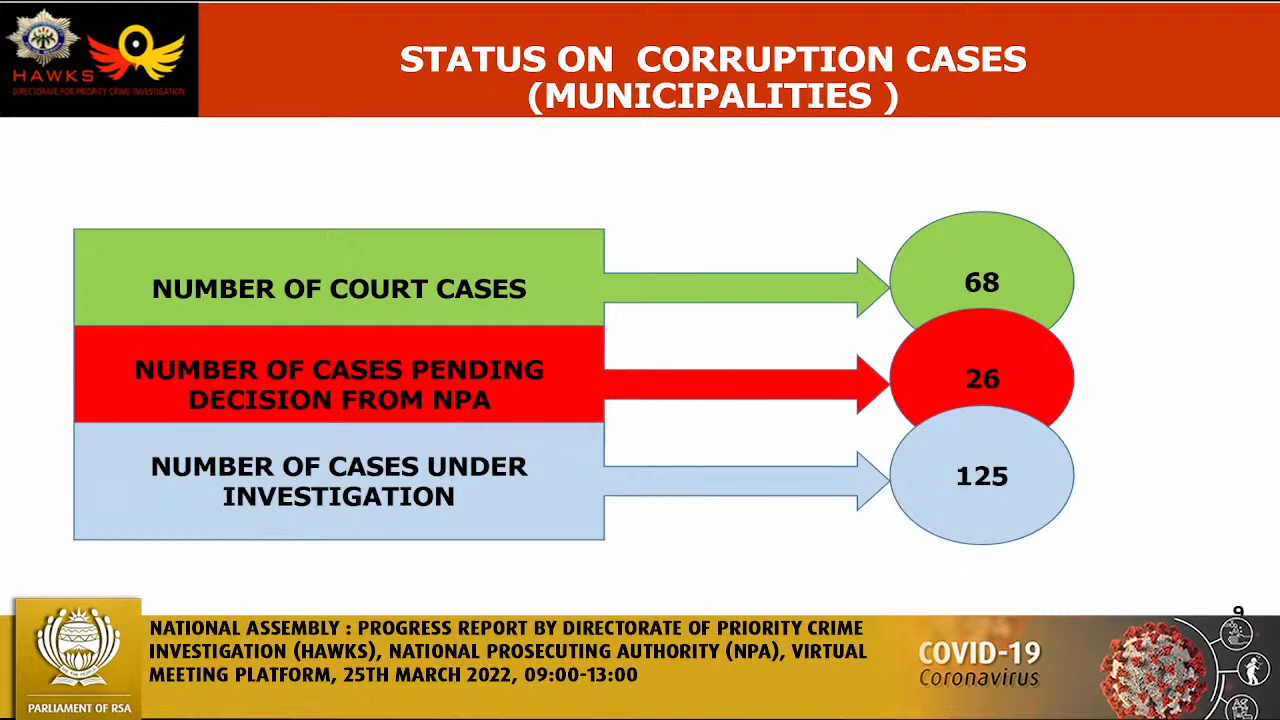 HAWKS
DIRECTORATE FOR PRIORITY CRIME INVESTIGATION
STATUS ON CORRUPTION CASES
(MUNICIPALITIES )
NUMBER OF COURT CASES
68
NUMBER OF CASES PENDING
DECISION FROM NPA
26
NUMBER OF CASES UNDER
INVESTIGATION
125
9
NATIONAL ASSEMBLY : PROGRESS REPORT BY DIRECTORATE OF PRIORITY CRIME
INVESTIGATION (HAWKS), NATIONAL PROSECUTING AUTHORITY (NPA), VIRTUAL
MEETING PLATFORM, 25TH MARCH 2022, 09:00-13:00
PARLIAMENT OF RSA
COVID-19
Coronavirus